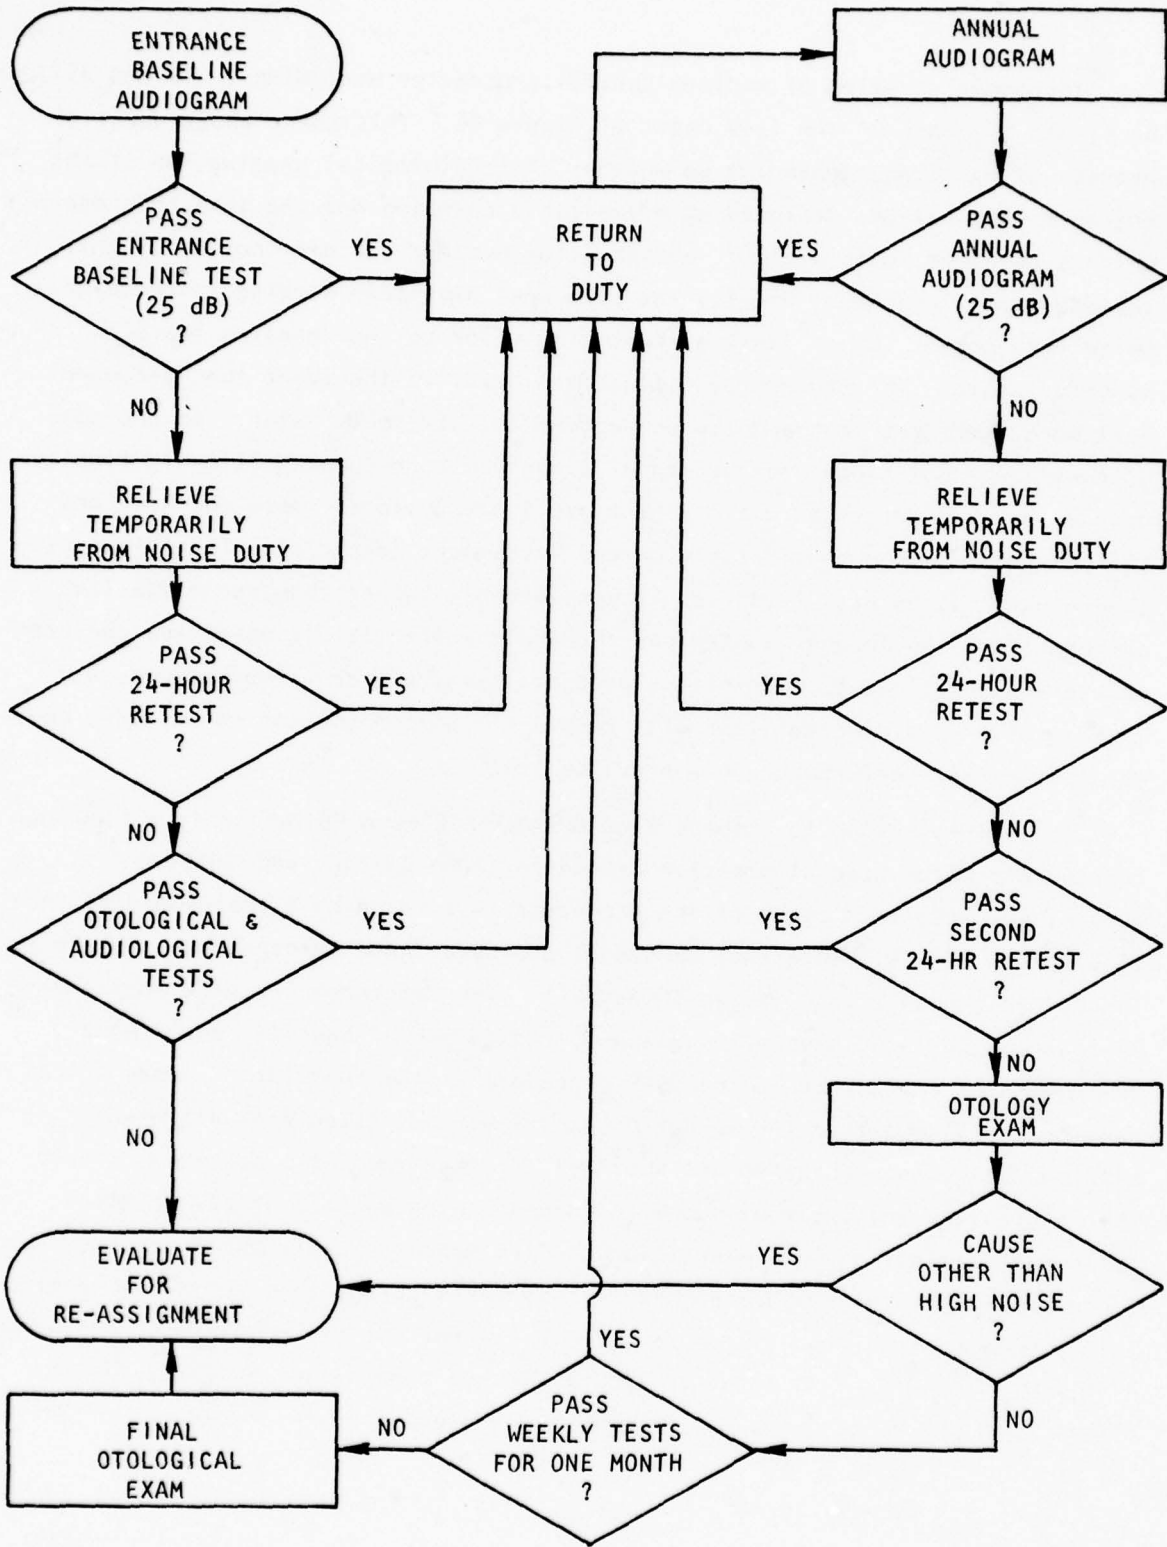 ENTRANCE
BASELINE
AUDIOGRAM
ANNUAL
AUDIOGRAM
PASS
ENTRANCE
BASELINE TEST
(25 dB)
?
YES
NO
RETURN
TO
DUTY
PASS
ANNUAL
AUDIOGRAM
(25 dB)
?
YES
NO
RELIEVE
TEMPORARILY
FROM NOISE DUTY
RELIEVE
TEMPORARILY
FROM NOISE DUTY
PASS
24-HOUR
RETEST
?
YES
NO
PASS
24-HOUR
RETEST
?
YES
NO
PASS
OTOLOGICAL &
AUDIOLOGICAL
TESTS
?
YES
NO
PASS
SECOND
24-HR RETEST
?
YES
NO
OTOLOGY
EXAM
EVALUATE
FOR
RE-ASSIGNMENT
CAUSE
OTHER THAN
HIGH NOISE
?
YES
NO
PASS
WEEKLY TESTS
FOR ONE MONTH
?
YES
NO
FINAL
OTOLOGICAL
EXAM